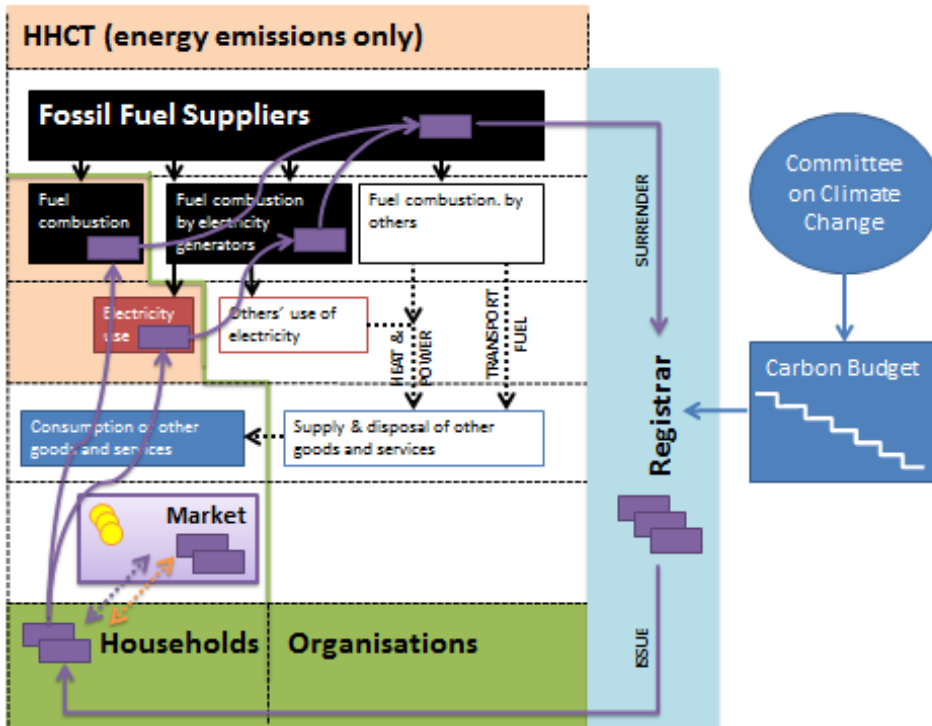 HHCT (energy emissions only)
Fossil Fuel Suppliers
Fuel
combustion
Fuel combustion
by electricity
generators
Fuel combustion. by
others
Electricity
use
Others’ use of
electricity
HEAT &
POWER
TRANSPORT
FUEL
Consumption of other
goods and services
Supply & disposal of other
goods and services
Market
Households
Organisations
SURRENDER
Registrar
ISSUE
Committee
on Climate
Change
Carbon Budget